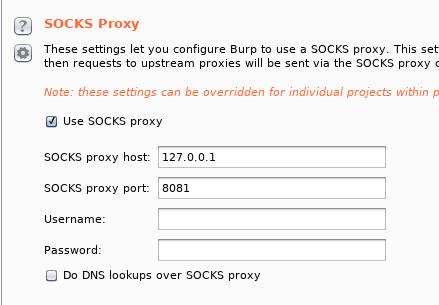 SOCKS Proxy
These settings let you configure Burp to use a SOCKS proxy. This set
then requests to upstream proxies will be sent via the SOCKS proxy
Note: these settings can be overridden for individual projects within p
Use SOCKS proxy
SOCKS proxy host: 127.0.0.1
SOCKS proxy port: 8081
Username:
Password:
Do DNS lookups over SOCKS proxy